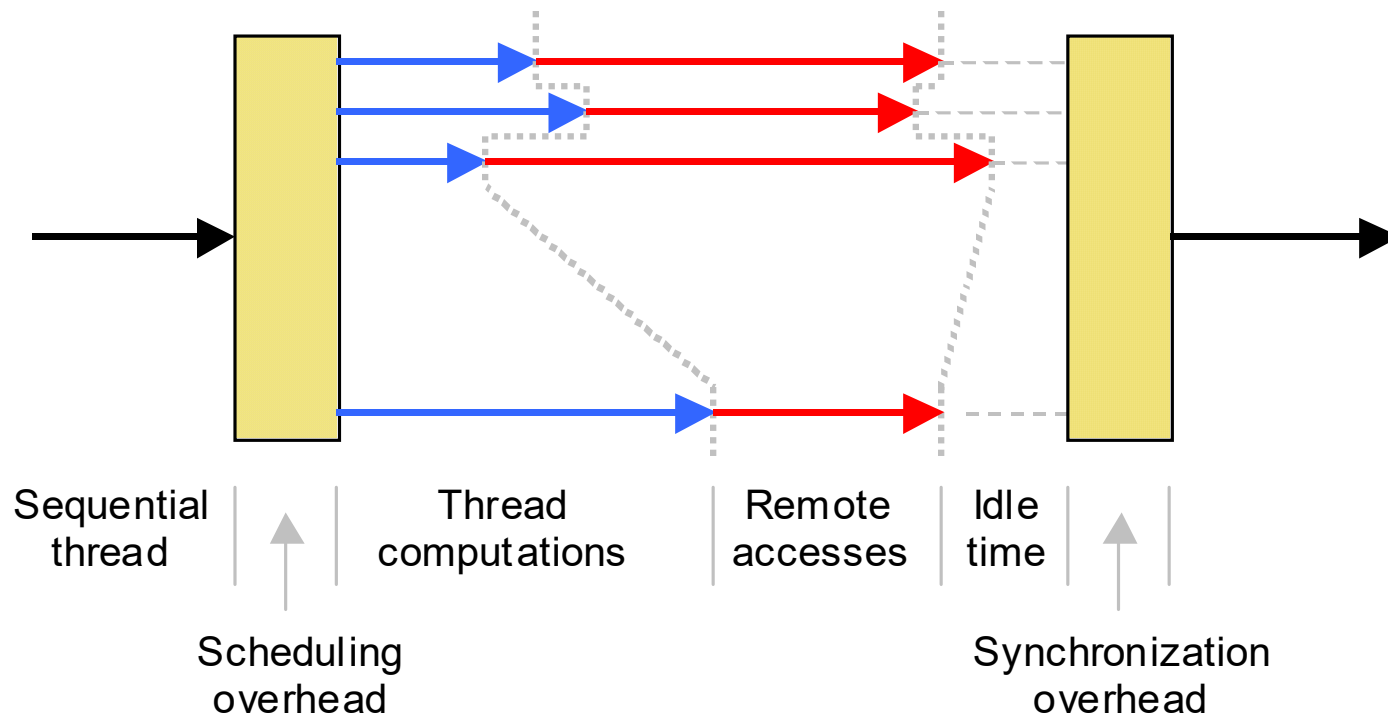 Sequential
thread
Thread
computations
Remote
accesses
Idle
time
Scheduling
overhead
Synchronization
overhead